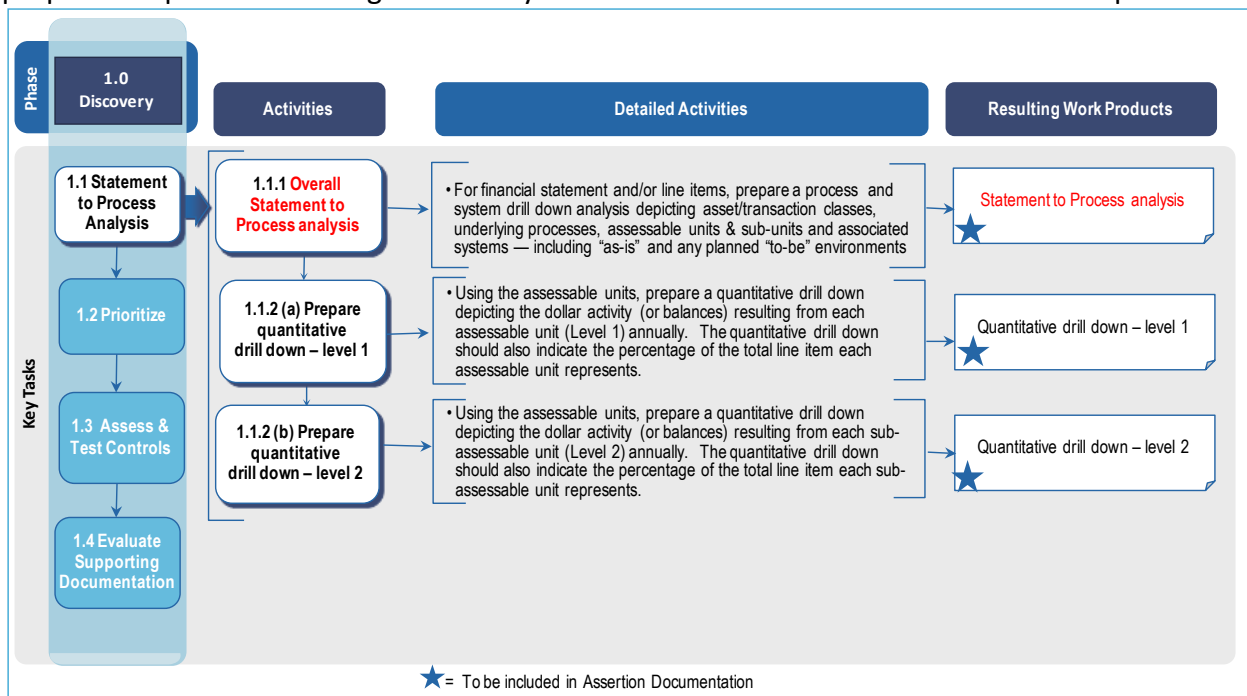 Phase
1.0
Discovery
Activities
Detailed Activities
Resulting Work Products
Key Tasks
1.1 Statement
to Process
Analysis
1.2 Prioritize
1.3 Assess &
Test Controls
1.4 Evaluate
Supporting
Documentation
1.1.1 Overall
Statement to
Process analysis
• For financial statement and/or line items, prepare a process and
system drill down analysis depicting asset/transaction classes,
underlying processes, assessable units & sub-units and associated
systems — including “as-is” and any planned “to-be” environments
Statement to Process analysis
1.1.2 (a) Prepare
quantitative
drill down – level 1
• Using the assessable units, prepare a quantitative drill down
depicting the dollar activity (or balances) resulting from each
assessable unit (Level 1) annually. The quantitative drill down
should also indicate the percentage of the total line item each
assessable unit represents.
Quantitative drill down – level 1
1.1.2 (b) Prepare
quantitative
drill down – level 2
• Using the assessable units, prepare a quantitative drill down
depicting the dollar activity (or balances) resulting from each sub-
assessable unit (Level 2) annually. The quantitative drill down
should also indicate the percentage of the total line item each sub-
assessable unit represents.
Quantitative drill down – level 2
= To be included in Assertion Documentation